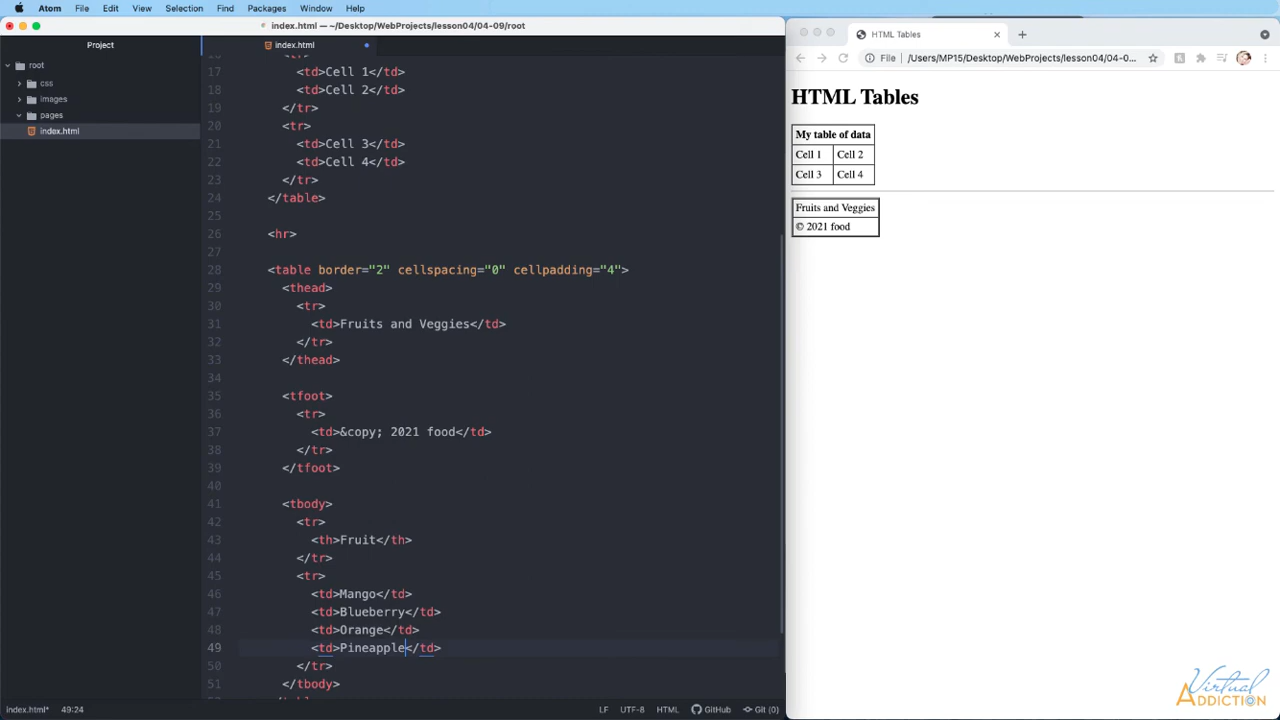 Atom File Edit View Selection Find Packages Window Help
index.html — ~/Desktop/WebProjects/lesson04/04-09/root
Project
index.html
root
css
images
pages
index.html
17 <td>Cell 1</td>
18 <td>Cell 2</td>
19 </tr>
20 <tr>
21 <td>Cell 3</td>
22 <td>Cell 4</td>
23 </tr>
24 </table>
25
26 <hr>
27
28 <table border="2" cellspacing="0" cellpadding="4">
29 <thead>
30 <tr>
31 <td>Fruits and Veggies</td>
32 </tr>
33 </thead>
34
35 <tfoot>
36 <tr>
37 <td>&copy; 2021 food</td>
38 </tr>
39 </tfoot>
40
41 <tbody>
42 <tr>
43 <th>Fruit</th>
44 </tr>
45 <tr>
46 <td>Mango</td>
47 <td>Blueberry</td>
48 <td>Orange</td>
49 <td>Pineapple</td>
50 </tr>
51 </tbody>
index.html* 49:24
LF UTF-8 HTML GitHub Git (0)
HTML Tables
File /Users/MP15/Desktop/WebProjects/lesson04/04-0...
HTML Tables
My table of data
Cell 1 Cell 2
Cell 3 Cell 4
Fruits and Veggies
© 2021 food
Virtual
ADDICTION